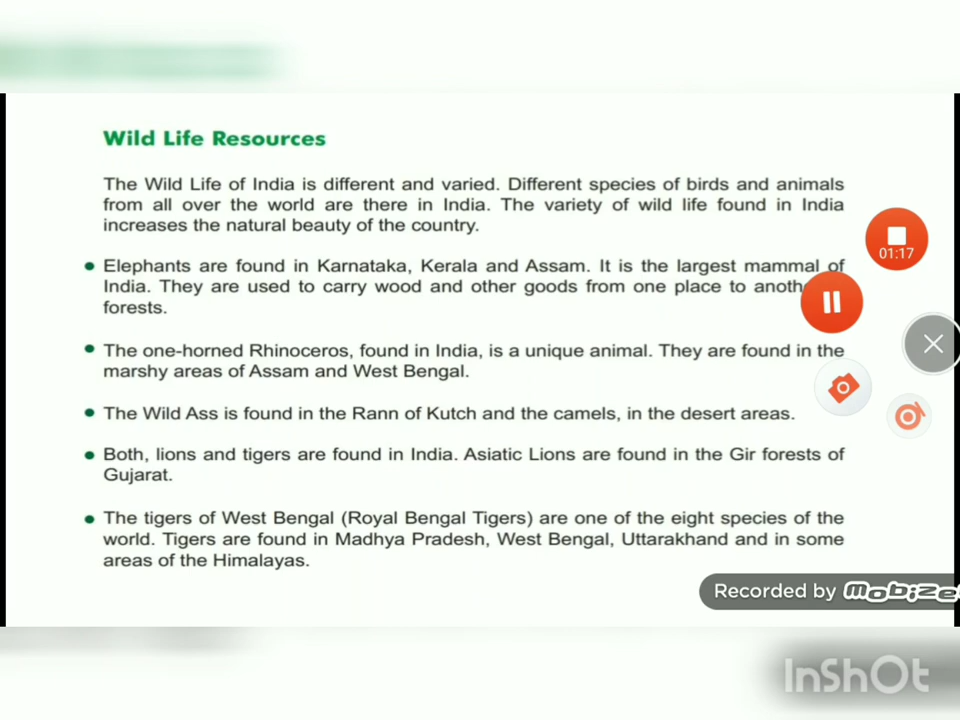 Wild Life Resources
The Wild Life of India is different and varied. Different species of birds and animals
from all over the world are there in India. The variety of wild life found in India
increases the natural beauty of the country.
• Elephants are found in Karnataka, Kerala and Assam. It is the largest mammal of
India. They are used to carry wood and other goods from one place to
forests.
• The one-horned Rhinoceros, found in India, is a unique animal. They are found in the
marshy areas of Assam and West Bengal.
• The Wild Ass is found in the Rann of Kutch and the camels, in the desert areas.
• Both, lions and tigers are found in India. Asiatic Lions are found in the Gir forests of
Gujarat.
• The tigers of West Bengal (Royal Bengal Tigers) are one of the eight species of the
world. Tigers are found in Madhya Pradesh, West Bengal, Uttarakhand and in some
areas of the Himalayas.
01:17
Recorded by
InShOt